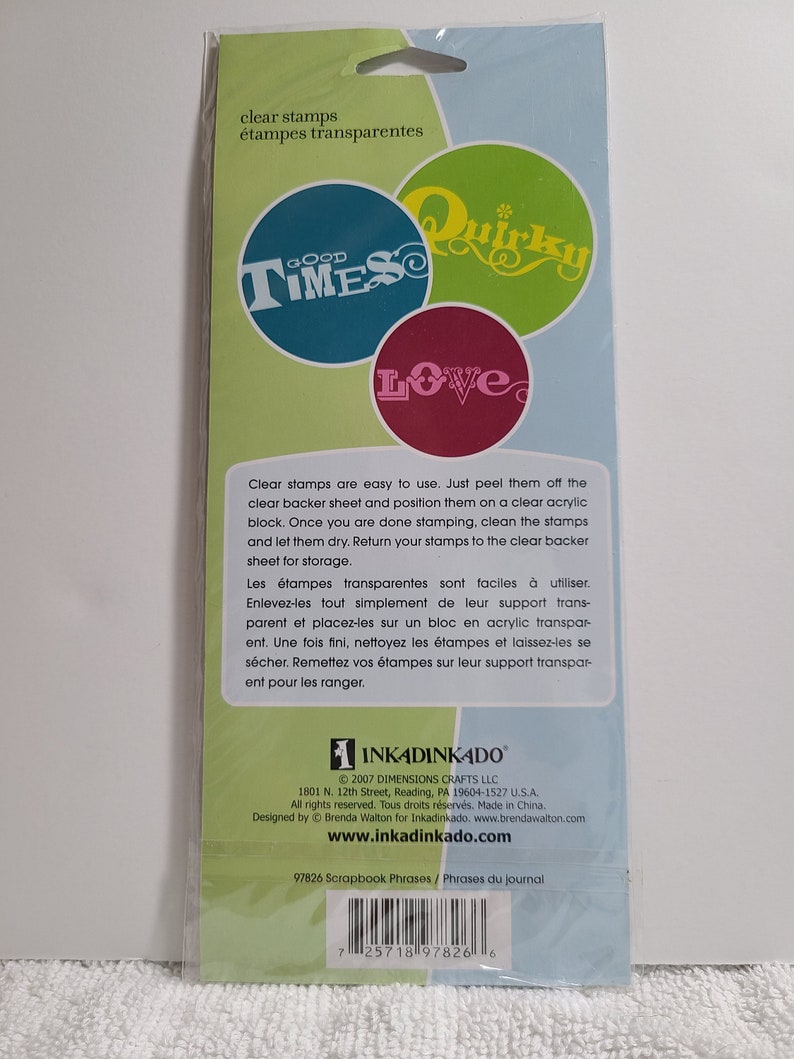 clear stamps
étampes transparentes
Quirky
GOOD
TIMES
LOVE
Clear stamps are easy to use. Just peel them off the
clear backer sheet and position them on a clear acrylic
block. Once you are done stamping, clean the stamps
and let them dry. Return your stamps to the clear backer
sheet for storage.
Les étampes transparentes sont faciles à utiliser.
Enlevez-les tout simplement de leur support trans-
parent et placez-les sur un bloc en acrylic transpar-
ent. Une fois fini, nettoyez les étampes et laissez-les se
sécher. Remettez vos étampes sur leur support transpar-
ent pour les ranger.
INKADINKADO®
© 2007 DIMENSIONS CRAFTS LLC
1801 N. 12th Street, Reading, PA 19604-1527 U.S.A.
All rights reserved. Tous droits réservés. Made in China.
Designed by © Brenda Walton for Inkadinkado. www.brendawalton.com
www.inkadinkado.com
97826 Scrapbook Phrases / Phrases du journal
7 25718 97826 6